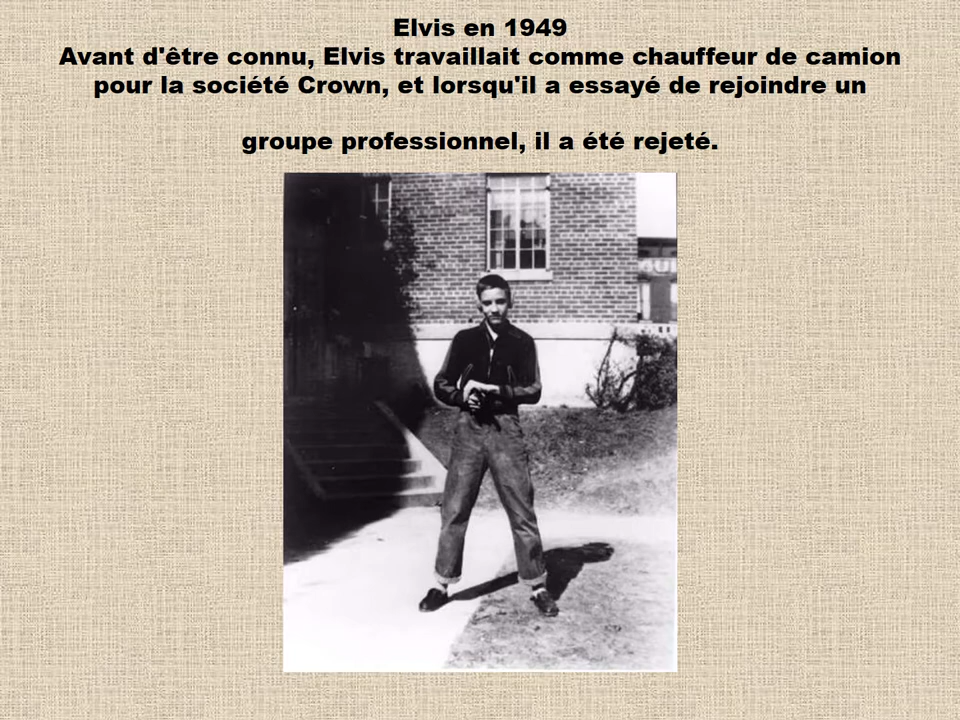 Elvis en 1949
Avant d'être connu, Elvis travaillait comme chauffeur de camion
pour la société Crown, et lorsqu'il a essayé de rejoindre un
groupe professionnel, il a été rejeté.